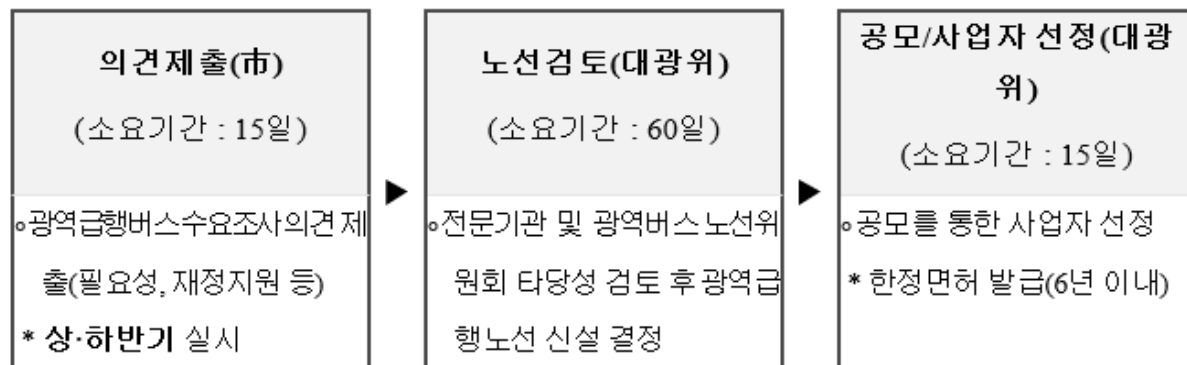 의견제출(市)
(소요기간 : 15일)
◦광역급행버스수요조사의견 제
출(필요성, 재정지원 등)
* 상·하반기 실시
▶
노선검토(대광위)
(소요기간 : 60일)
◦전문기관 및 광역버스 노선위
원회 타당성 검토 후 광역급
행노선 신설 결정
▶
공모/사업자 선정(대광
위)
(소요기간 : 15일)
◦공모를 통한 사업자 선정
* 한정면허 발급(6년 이내)